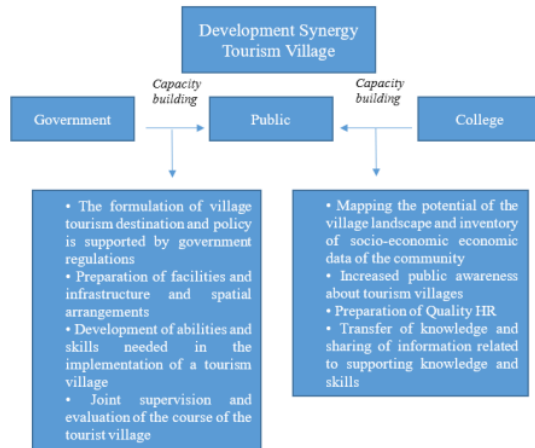 Development Synergy
Tourism Village
Capacity
building
Capacity
building
Government
Public
College
• The formulation of village
tourism destination and policy
is supported by government
regulations
• Preparation of facilities and
infrastructure and spatial
arrangements
• Development of abilities and
skills needed in the
implementation of a tourism
village
• Joint supervision and
evaluation of the course of the
tourist village
• Mapping the potential of the
village landscape and inventory
of socio-economic economic
data of the community
• Increased public awareness
about tourism villages
• Preparation of Quality HR
• Transfer of knowledge and
sharing of information related
to supporting knowledge and
skills